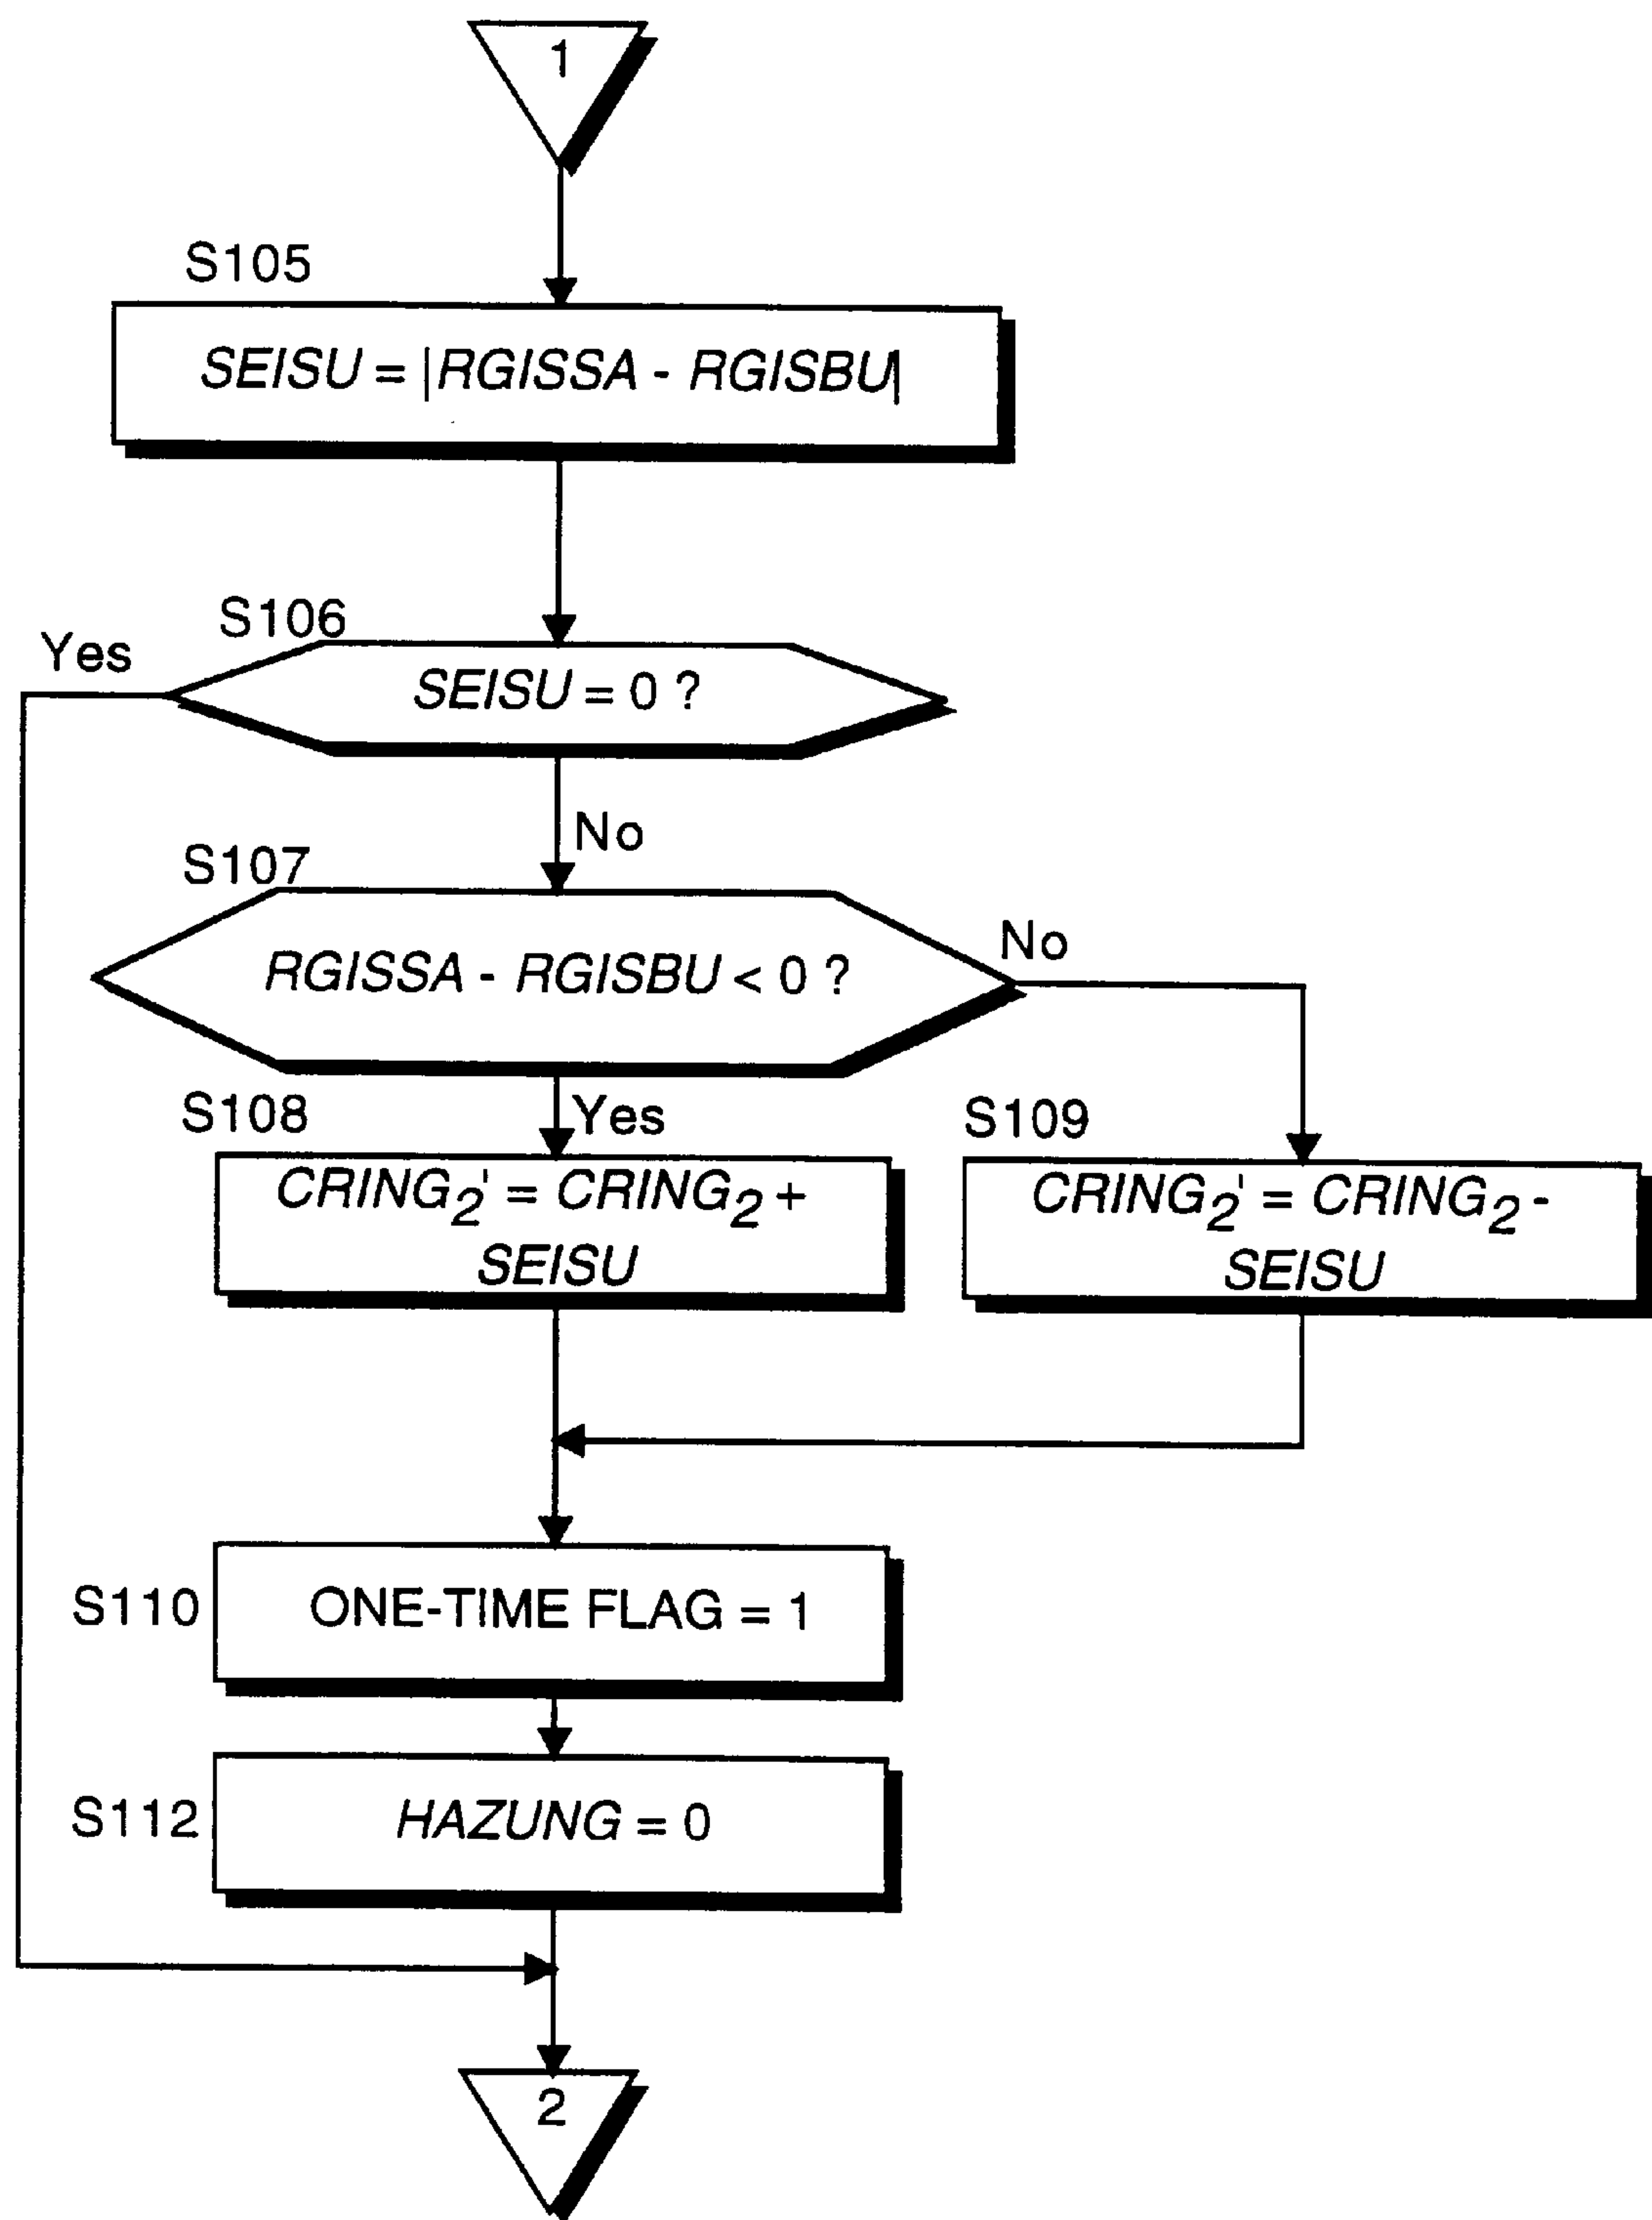 1
S105
SEISU = |RGISSA - RGISBU|
S106
Yes
SEISU = 0 ?
No
S107
RGISSA - RGISBU < 0 ?
No
S108
Yes
S109
CRING₂' = CRING₂ +
SEISU
CRING₂' = CRING₂ -
SEISU
S110
ONE-TIME FLAG = 1
S112
HAZUNG = 0
2